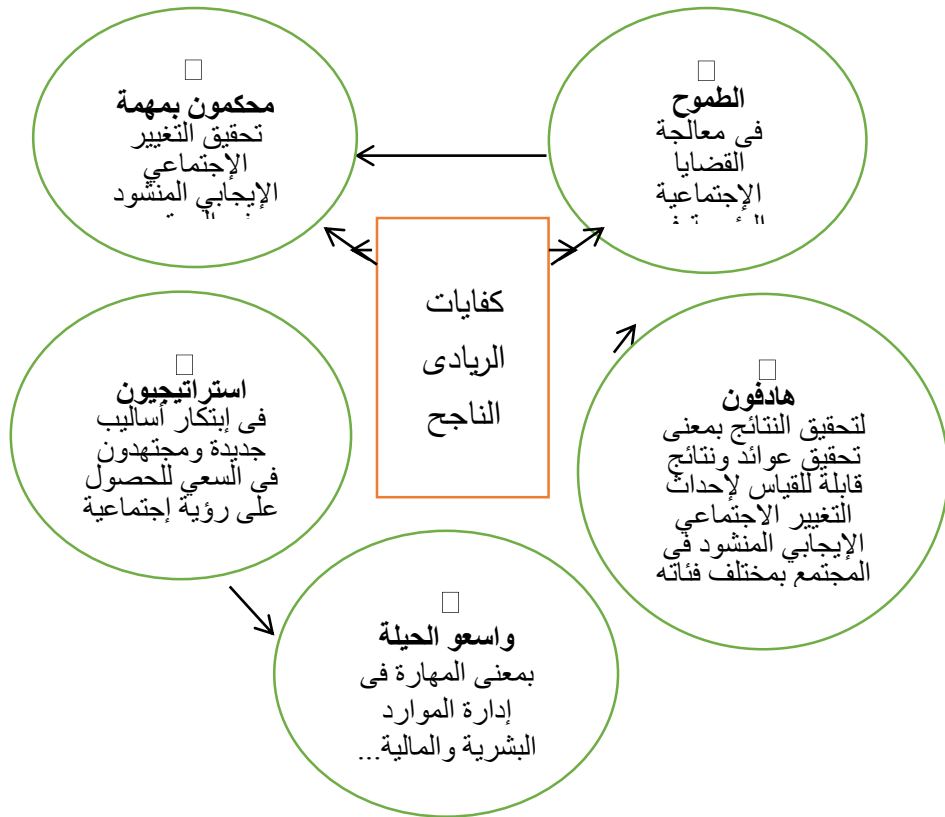 الطموح
فى معالجة
القضايا
الإجتماعية
محكمون بمهمة
تحقيق التغيير
الإجتماعي
الإيجابي المنشود
كفايات
الريادى
الناجح
هادفون
لتحقيق النتائج بمعنى
تحقيق عوائد ونتائج
قابلة للقياس لإحداث
التغيير الاجتماعي
الإيجابي المنشود في
المجتمع بمختلف فئاته
استراتيجيون
فى إبتكار أساليب
جديدة ومجتهدون
فى السعي للحصول
على رؤية إجتماعية
واسعو الحيلة
بمعنى المهارة فى
إدارة الموارد
البشرية والمالية...